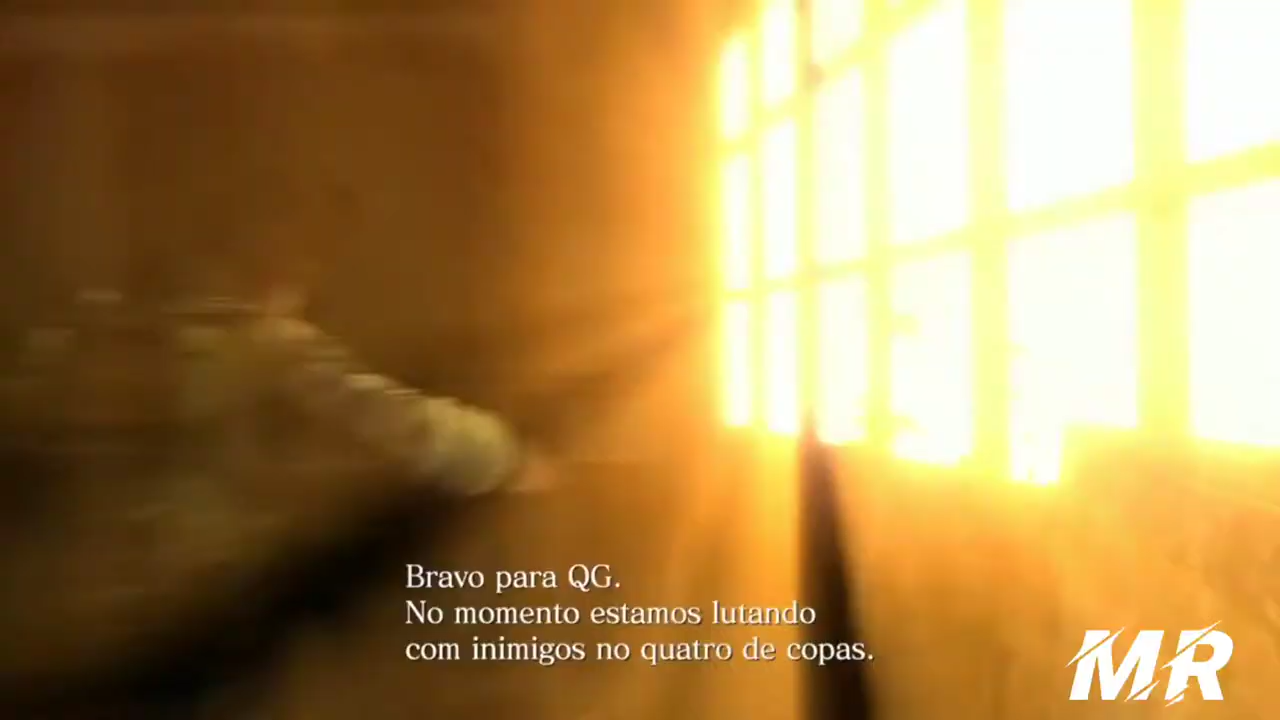 Bravo para QG.
No momento estamos lutando
com inimigos no quatro de copas.
MR